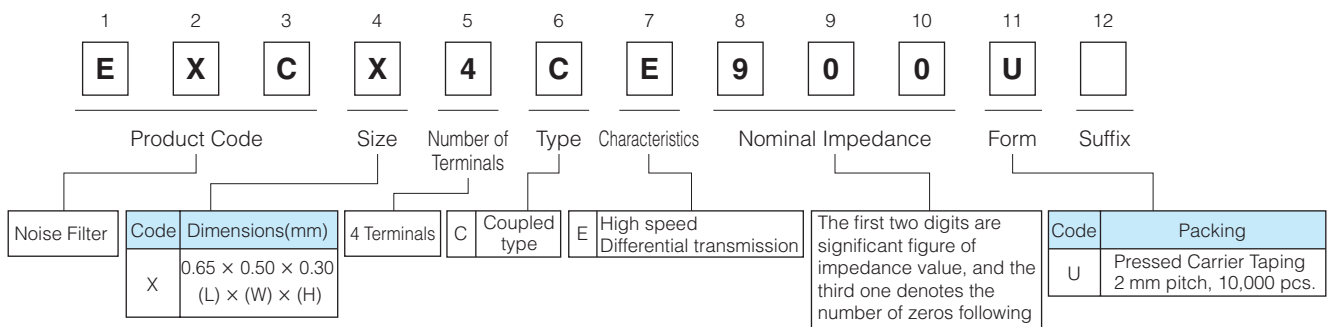 1 2 3 4 5 6 7 8 9 10 11 12
E X C X 4 C E 9 0 0 U
Product Code
Size
Number of
Terminals
Type
Characteristics
Nominal Impedance
Form
Suffix
Noise Filter
Code Dimensions(mm)
X
0.65 × 0.50 × 0.30
(L) × (W) × (H)
4 Terminals
C
Coupled
type
E
High speed
Differential transmission
The first two digits are
significant figure of
impedance value, and the
third one denotes the
number of zeros following
Code Packing
U
Pressed Carrier Taping
2 mm pitch, 10,000 pcs.